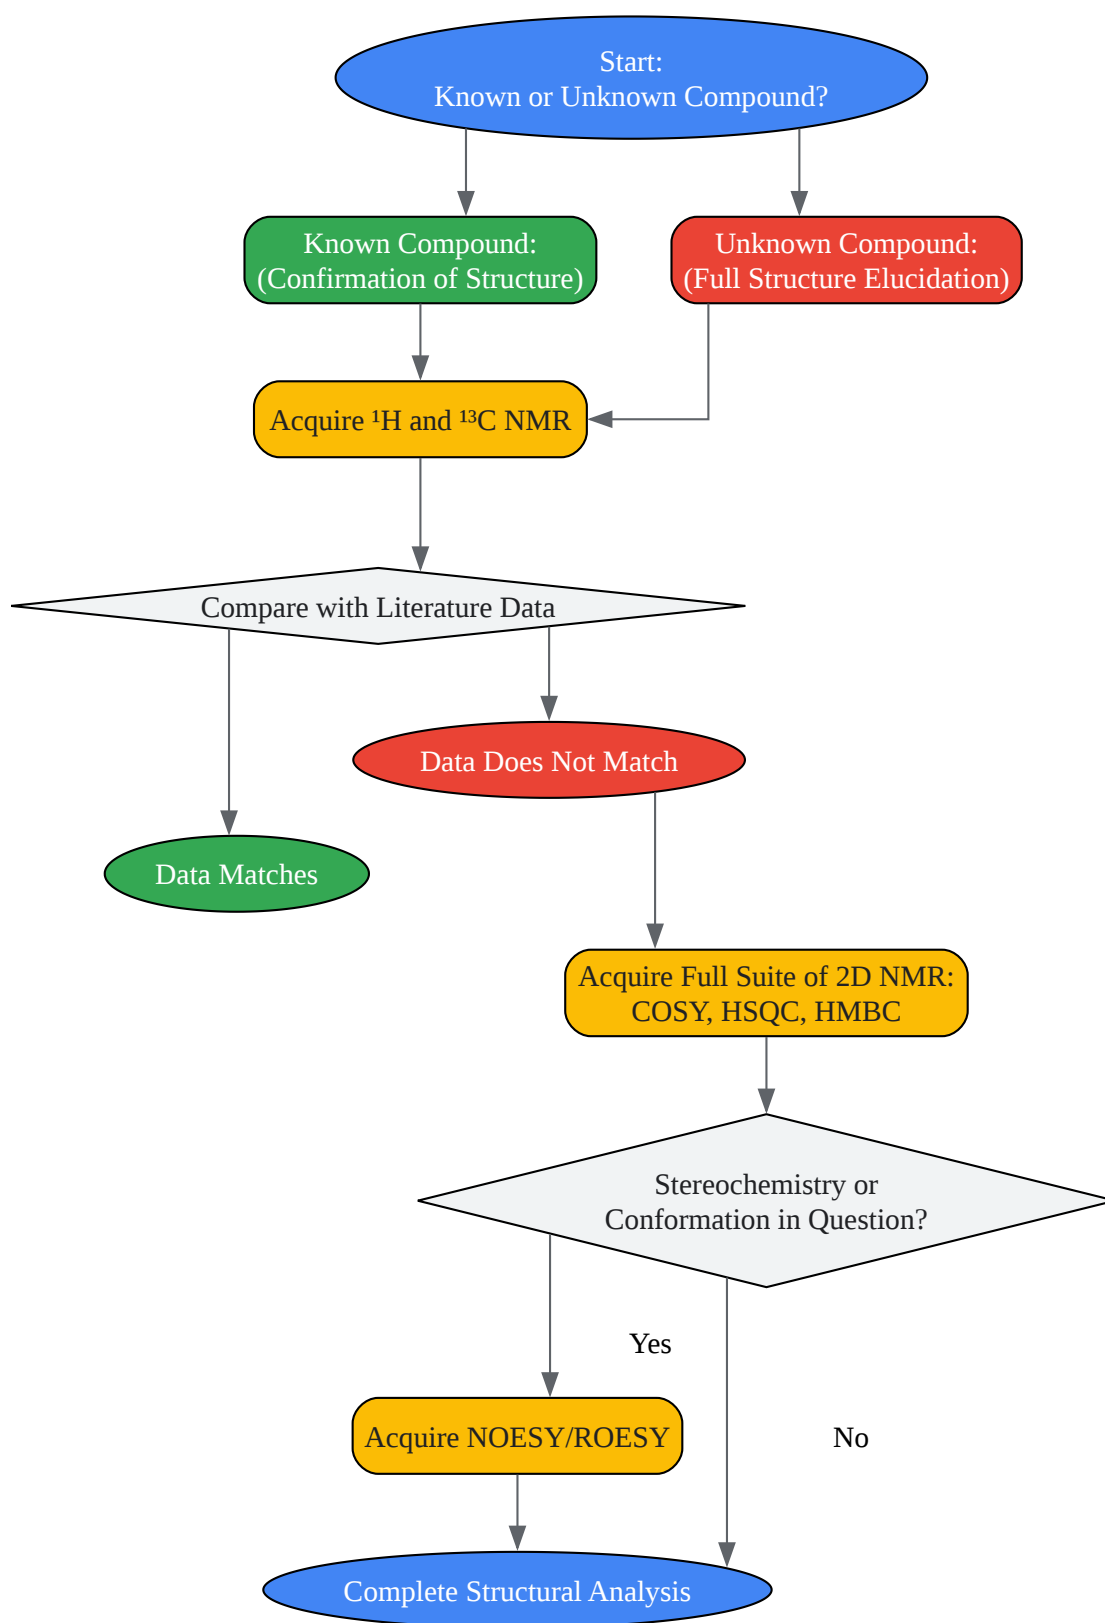 Start:
Known or Unknown Compound?
Known Compound:
(Confirmation of Structure)
Unknown Compound:
(Full Structure Elucidation)
Acquire ¹H and ¹³C NMR
Compare with Literature Data
Data Does Not Match
Data Matches
Acquire Full Suite of 2D NMR:
COSY, HSQC, HMBC
Stereochemistry or
Conformation in Question?
Yes
Acquire NOESY/ROESY
No
Complete Structural Analysis